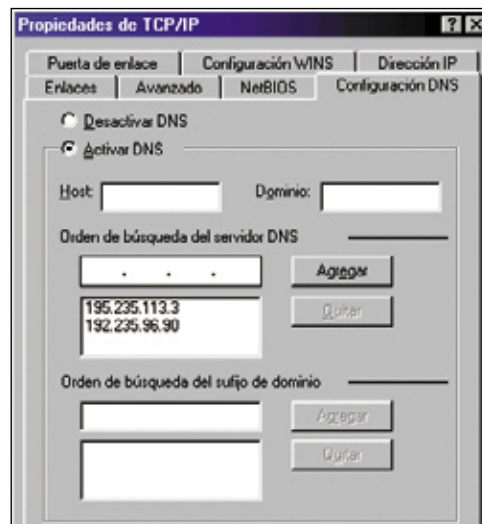 Propiedades de TCP/IP
Puerta de enlace Configuración WINS Dirección IP
Enlaces Avanzado NetBIOS Configuración DNS
Desactivar DNS
Activar DNS
Host: Dominio:
Orden de búsqueda del servidor DNS
. . . Agregar
195.235.113.3 Quitar
192.235.96.90
Orden de búsqueda del sufijo de dominio
Agregar
Quitar